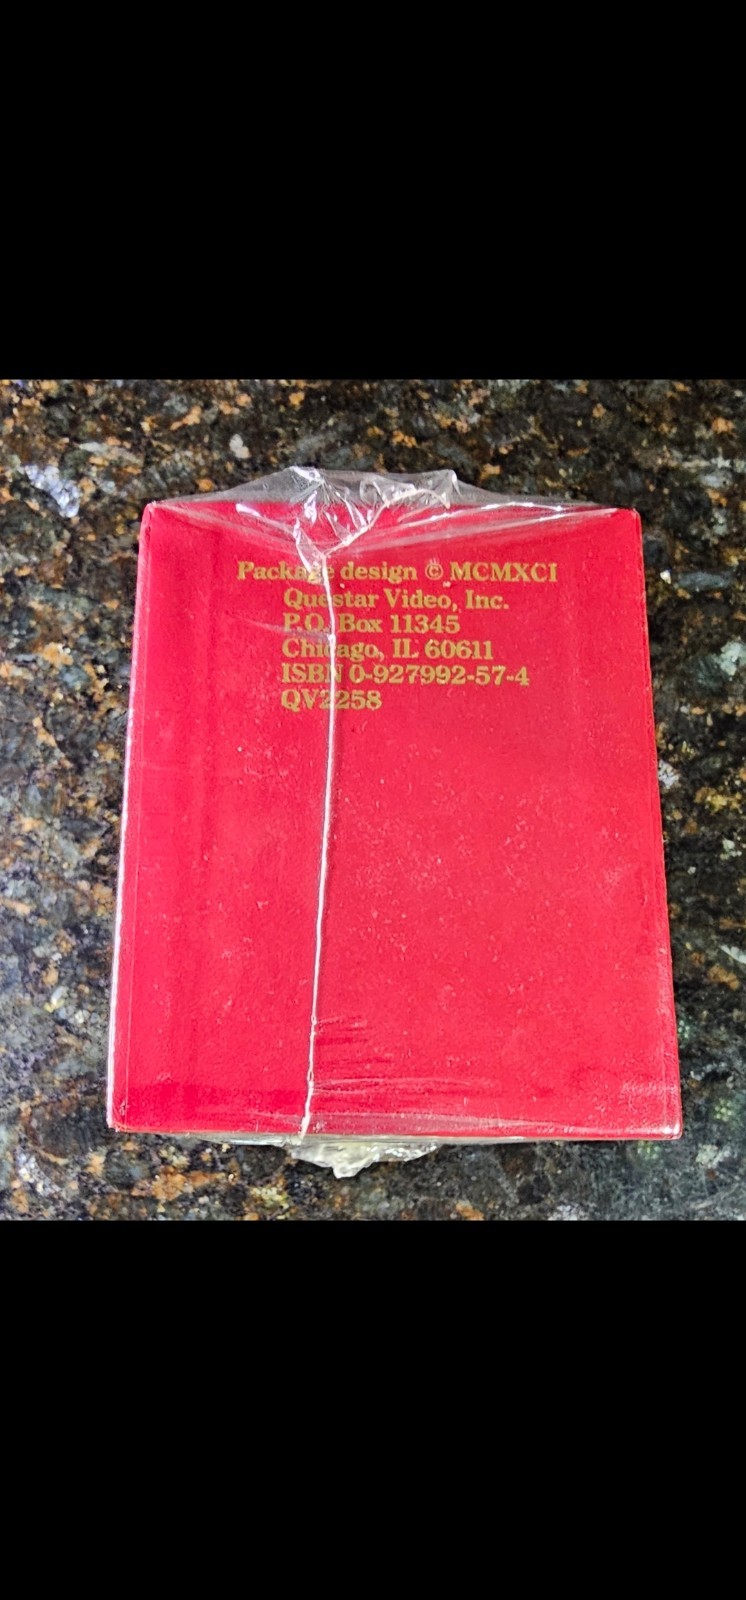 Package design © MCMXCI
Questar Video, Inc.
P.O. Box 11345
Chicago, IL 60611
ISBN 0-927992-57-4
QV2258